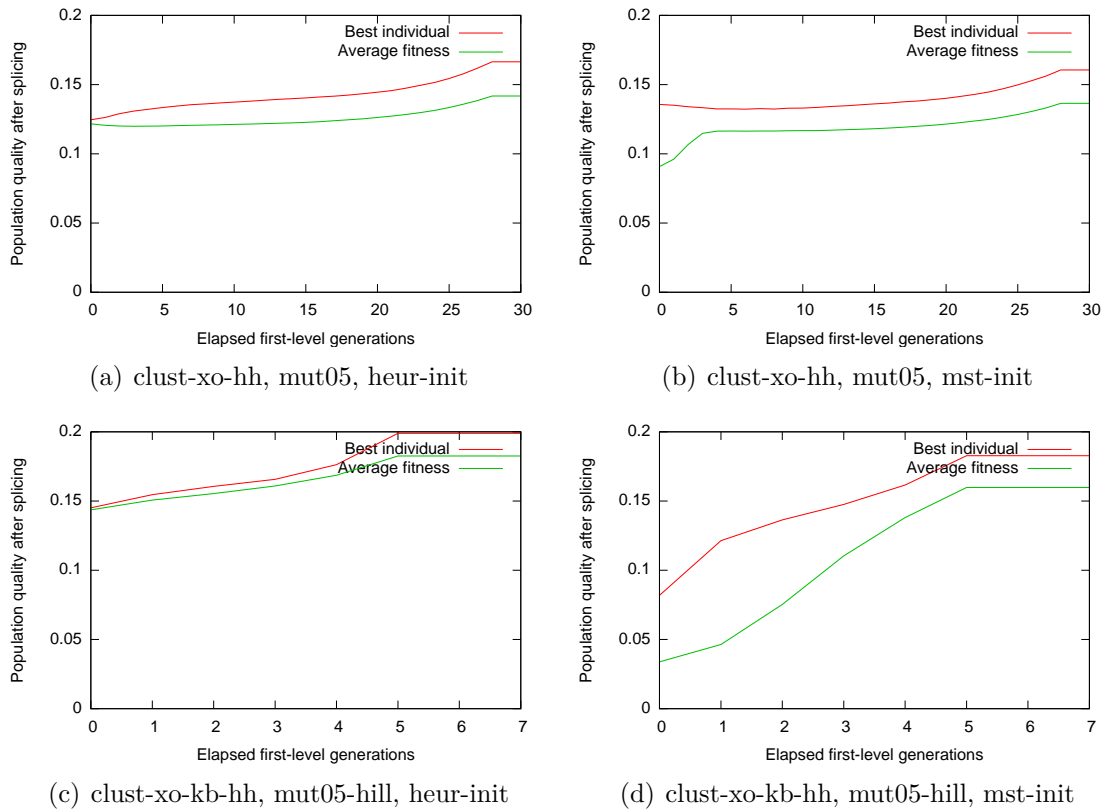 Population quality after splicing
0.2
0.15
0.1
0.05
0
Best individual
Average fitness
0 5 10 15 20 25 30
Elapsed first-level generations
(a) clust-xo-hh, mut05, heur-init
Population quality after splicing
0.2
0.15
0.1
0.05
0
Best individual
Average fitness
0 5 10 15 20 25 30
Elapsed first-level generations
(b) clust-xo-hh, mut05, mst-init
Population quality after splicing
0.2
0.15
0.1
0.05
0
Best individual
Average fitness
0 1 2 3 4 5 6 7
Elapsed first-level generations
(c) clust-xo-kb-hh, mut05-hill, heur-init
Population quality after splicing
0.2
0.15
0.1
0.05
0
Best individual
Average fitness
0 1 2 3 4 5 6 7
Elapsed first-level generations
(d) clust-xo-kb-hh, mut05-hill, mst-init